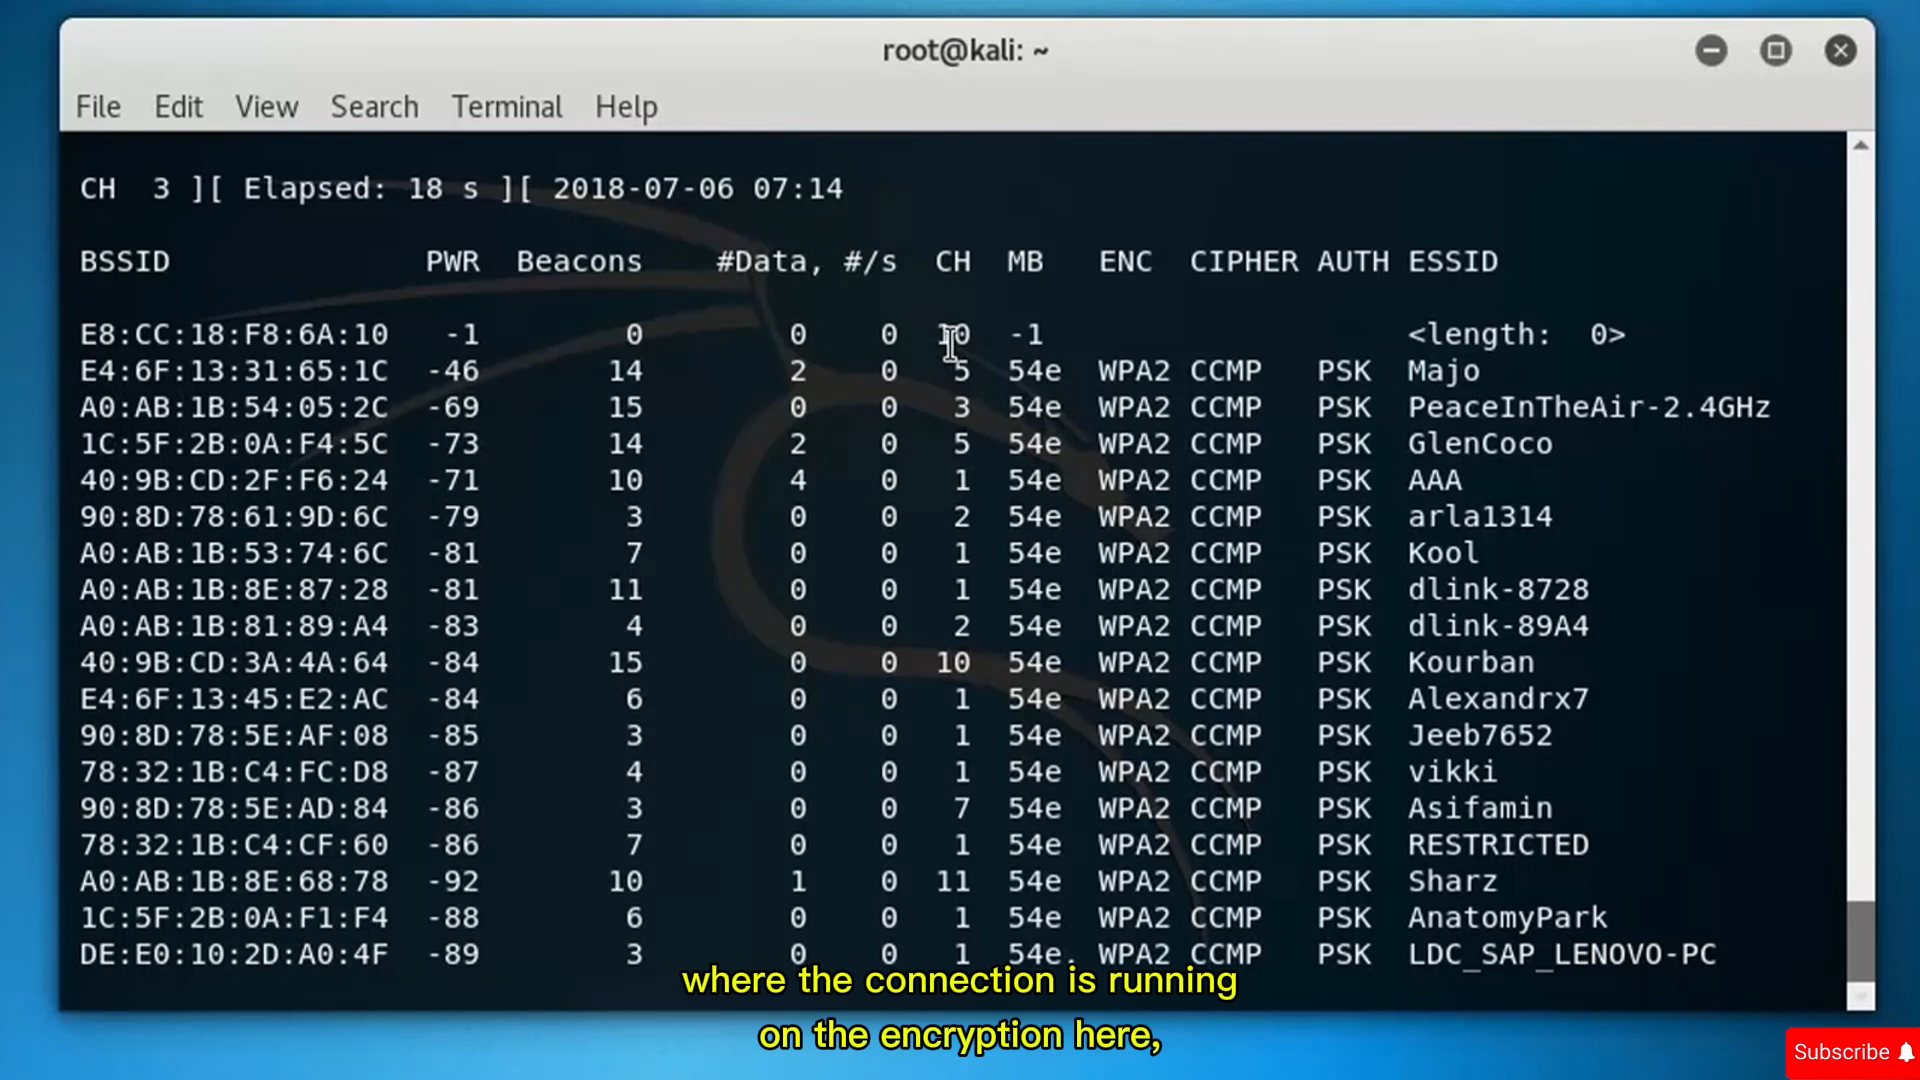 root@kali: ~
File Edit View Search Terminal Help
CH 3 ][ Elapsed: 18 s ][ 2018-07-06 07:14
BSSID PWR Beacons #Data, #/s CH MB ENC CIPHER AUTH ESSID
E8:CC:18:F8:6A:10 -1 0 0 0 10 -1 <length: 0>
E4:6F:13:31:65:1C -46 14 2 0 5 54e WPA2 CCMP PSK Majo
A0:AB:1B:54:05:2C -69 15 0 0 3 54e WPA2 CCMP PSK PeaceInTheAir-2.4GHz
1C:5F:2B:0A:F4:5C -73 14 2 0 5 54e WPA2 CCMP PSK GlenCoco
40:9B:CD:2F:F6:24 -71 10 4 0 1 54e WPA2 CCMP PSK AAA
90:8D:78:61:9D:6C -79 3 0 0 2 54e WPA2 CCMP PSK arla1314
A0:AB:1B:53:74:6C -81 7 0 0 1 54e WPA2 CCMP PSK Kool
A0:AB:1B:8E:87:28 -81 11 0 0 1 54e WPA2 CCMP PSK dlink-8728
A0:AB:1B:81:89:A4 -83 4 0 0 2 54e WPA2 CCMP PSK dlink-89A4
40:9B:CD:3A:4A:64 -84 15 0 0 10 54e WPA2 CCMP PSK Kourban
E4:6F:13:45:E2:AC -84 6 0 0 1 54e WPA2 CCMP PSK Alexandrx7
90:8D:78:5E:AF:08 -85 3 0 0 1 54e WPA2 CCMP PSK Jeeb7652
78:32:1B:C4:FC:D8 -87 4 0 0 1 54e WPA2 CCMP PSK vikki
90:8D:78:5E:AD:84 -86 3 0 0 7 54e WPA2 CCMP PSK Asifamin
78:32:1B:C4:CF:60 -86 7 0 0 1 54e WPA2 CCMP PSK RESTRICTED
A0:AB:1B:8E:68:78 -92 10 1 0 11 54e WPA2 CCMP PSK Sharz
1C:5F:2B:0A:F1:F4 -88 6 0 0 1 54e WPA2 CCMP PSK AnatomyPark
DE:E0:10:2D:A0:4F -89 3 0 0 1 54e. WPA2 CCMP PSK LDC_SAP_LENOVO-PC
where the connection is running
on the encryption here,
Subscribe